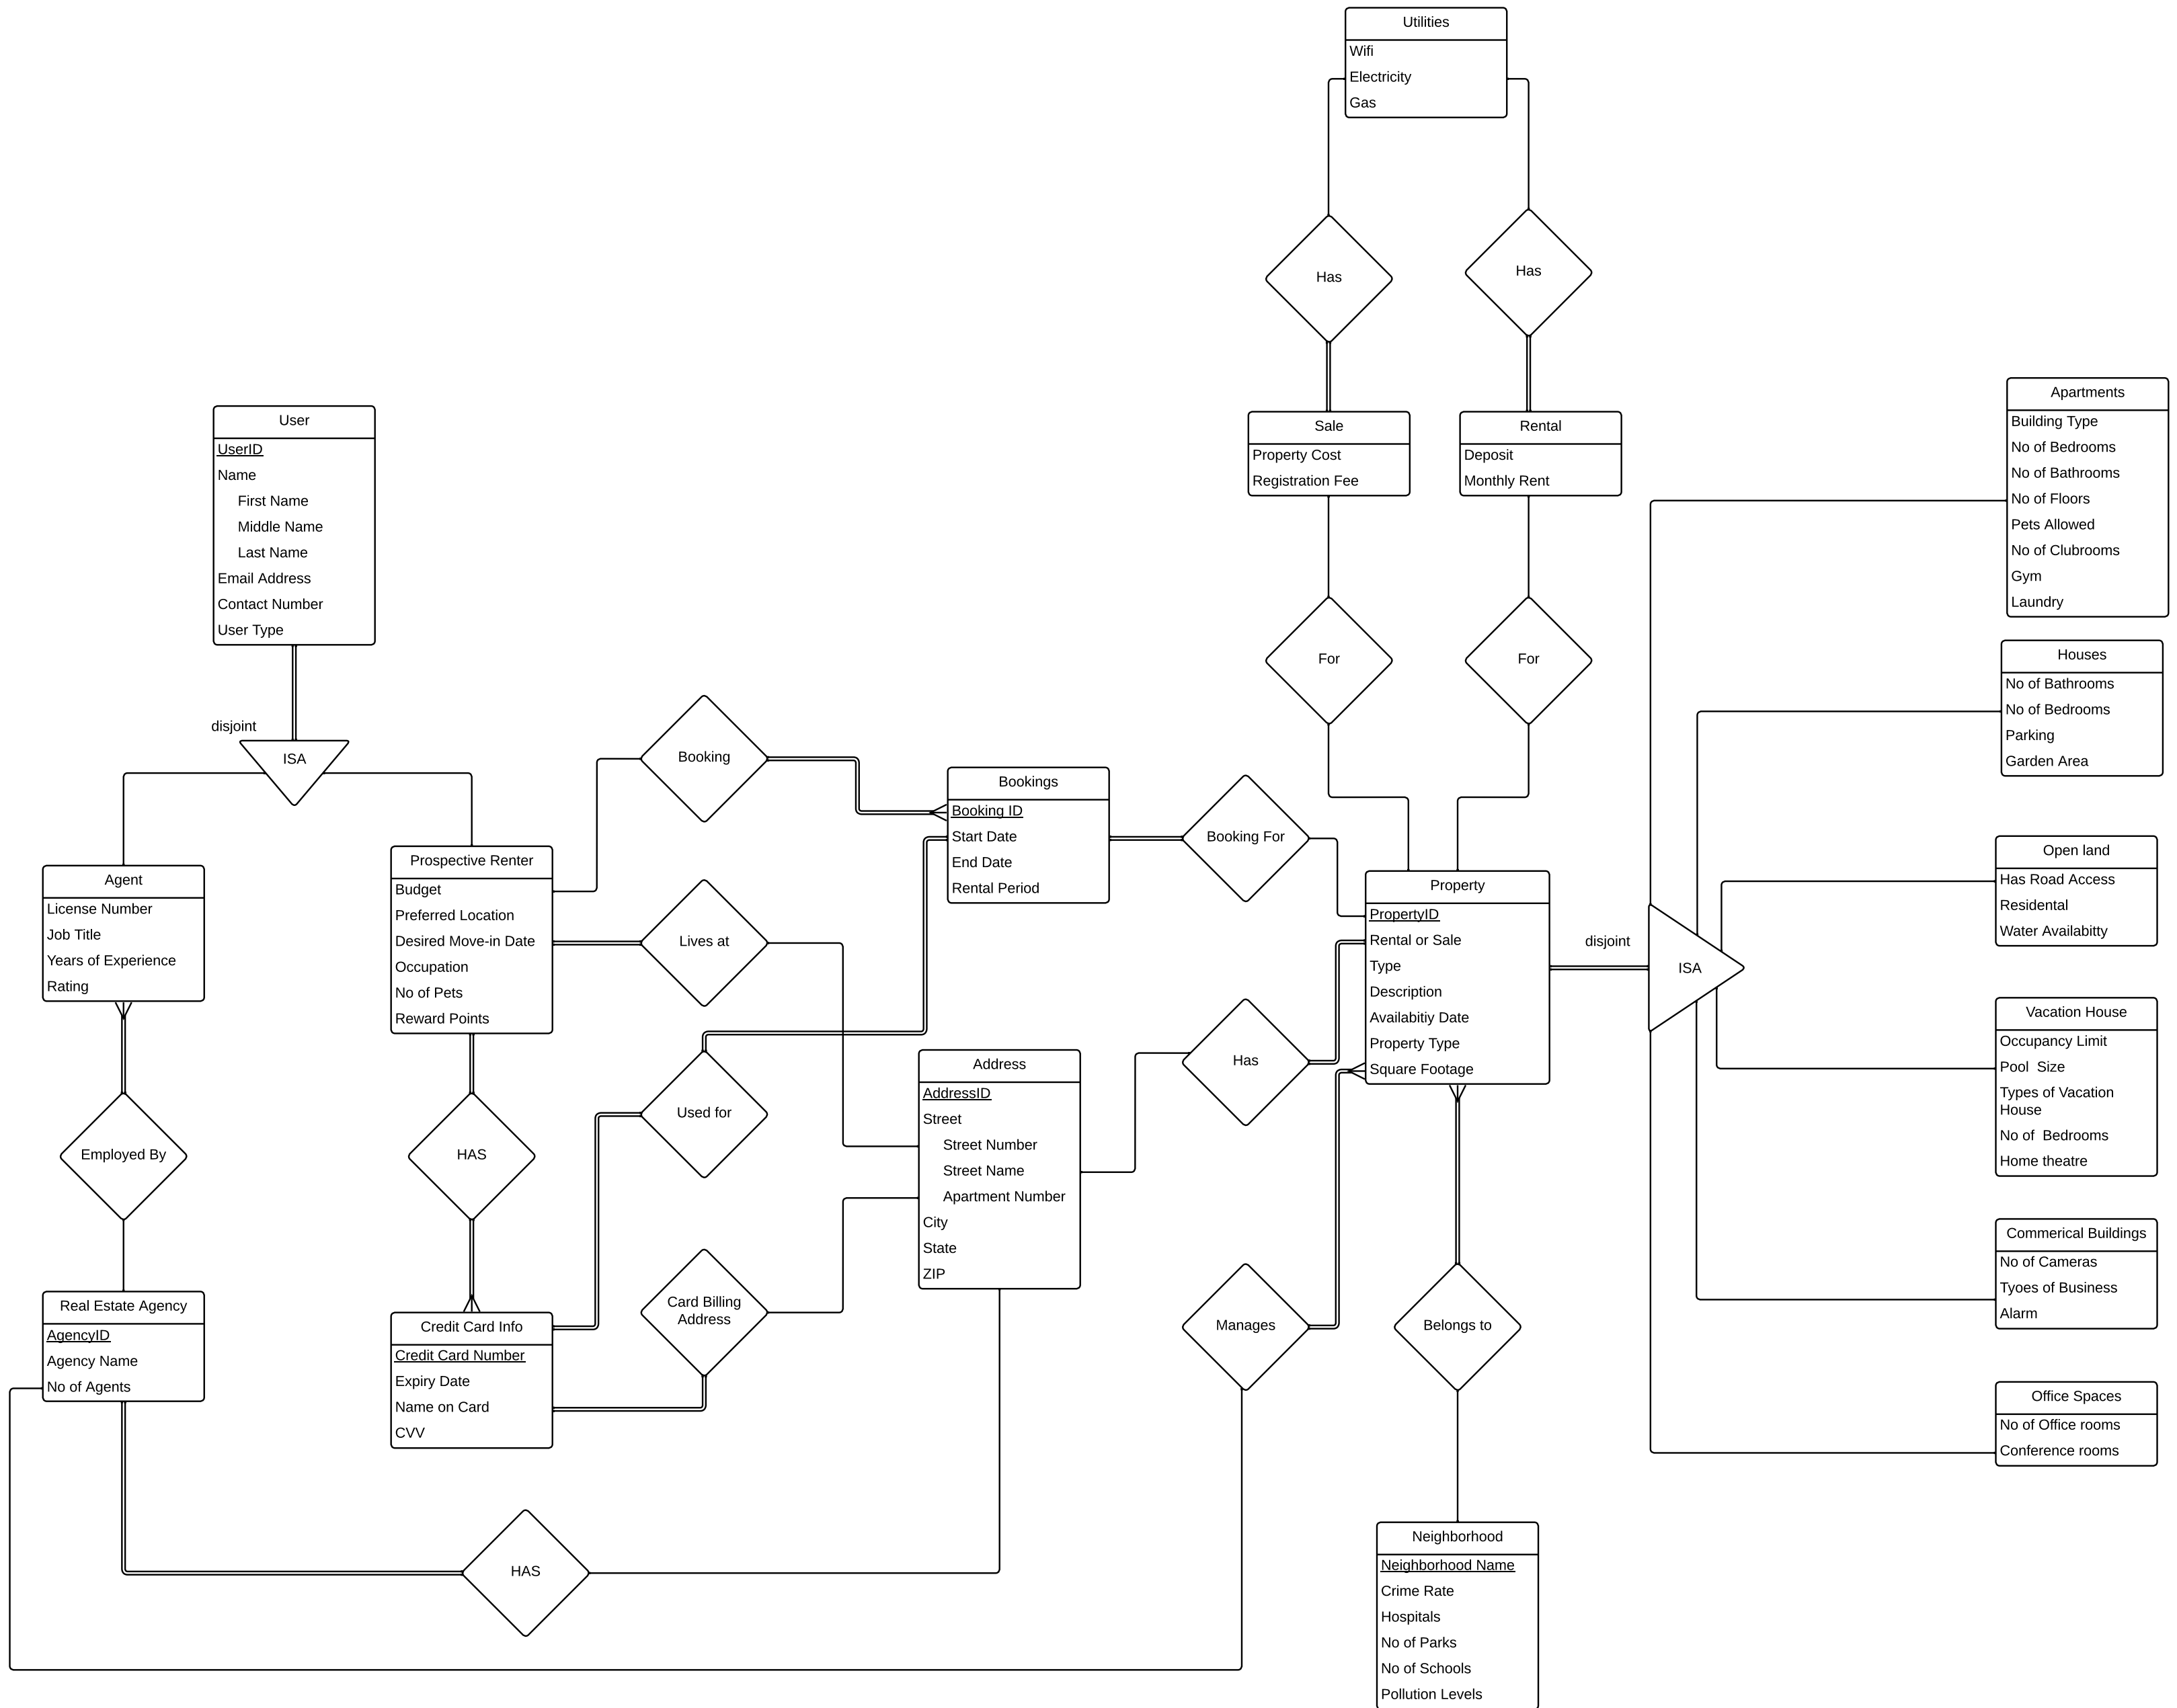 Utilities
Wifi
Electricity
Gas
Has
Has
Sale
Property Cost
Registration Fee
Rental
Deposit
Monthly Rent
For
For
User
UserID
Name
First Name
Middle Name
Last Name
Email Address
Contact Number
User Type
disjoint
ISA
Agent
License Number
Job Title
Years of Experience
Rating
Employed By
Real Estate Agency
AgencyID
Agency Name
No of Agents
Prospective Renter
Budget
Preferred Location
Desired Move-in Date
Occupation
No of Pets
Reward Points
HAS
Credit Card Info
Credit Card Number
Expiry Date
Name on Card
CVV
Booking
Lives at
Used for
Card Billing
Address
HAS
Bookings
Booking ID
Start Date
End Date
Rental Period
Address
AddressID
Street
Street Number
Street Name
Apartment Number
City
State
ZIP
Booking For
Has
Manages
Property
PropertyID
Rental or Sale
Type
Description
Availabitiy Date
Property Type
Square Footage
Belongs to
Neighborhood
Neighborhood Name
Crime Rate
Hospitals
No of Parks
No of Schools
Pollution Levels
disjoint
ISA
Apartments
Building Type
No of Bedrooms
No of Bathrooms
No of Floors
Pets Allowed
No of Clubrooms
Gym
Laundry
Houses
No of Bathrooms
No of Bedrooms
Parking
Garden Area
Open land
Has Road Access
Residental
Water Availabitty
Vacation House
Occupancy Limit
Pool  Size
Types of Vacation
House
No of  Bedrooms
Home theatre
Commerical Buildings
No of Cameras
Tyoes of Business
Alarm
Office Spaces
No of Office rooms
Conference rooms